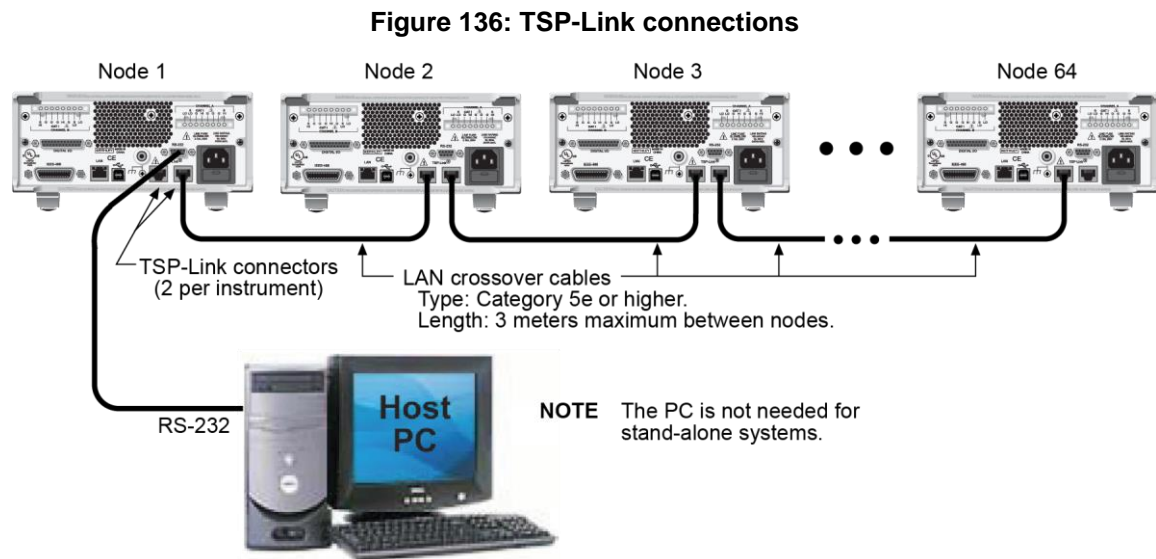 Figure 136: TSP-Link connections
Node 1
Node 2
Node 3
Node 64
TSP-Link connectors
(2 per instrument)
LAN crossover cables
Type: Category 5e or higher.
Length: 3 meters maximum between nodes.
RS-232
Host
PC
NOTE The PC is not needed for
stand-alone systems.